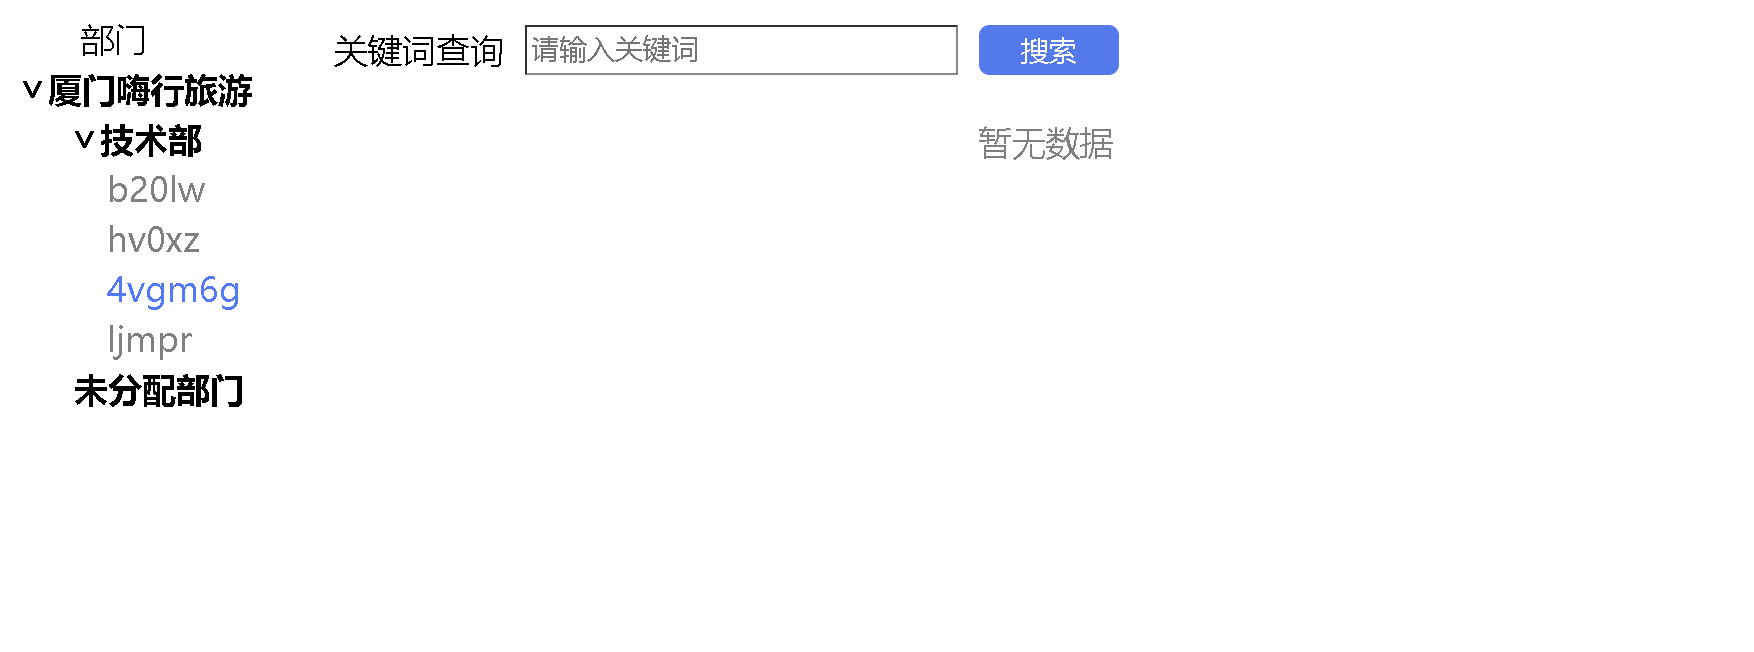 部门
厦门嗨行旅游
技术部
b20lw
hv0xz
4vgm6g
ljmpr
未分配部门
关键词查询 请输入关键词 搜索
暂无数据